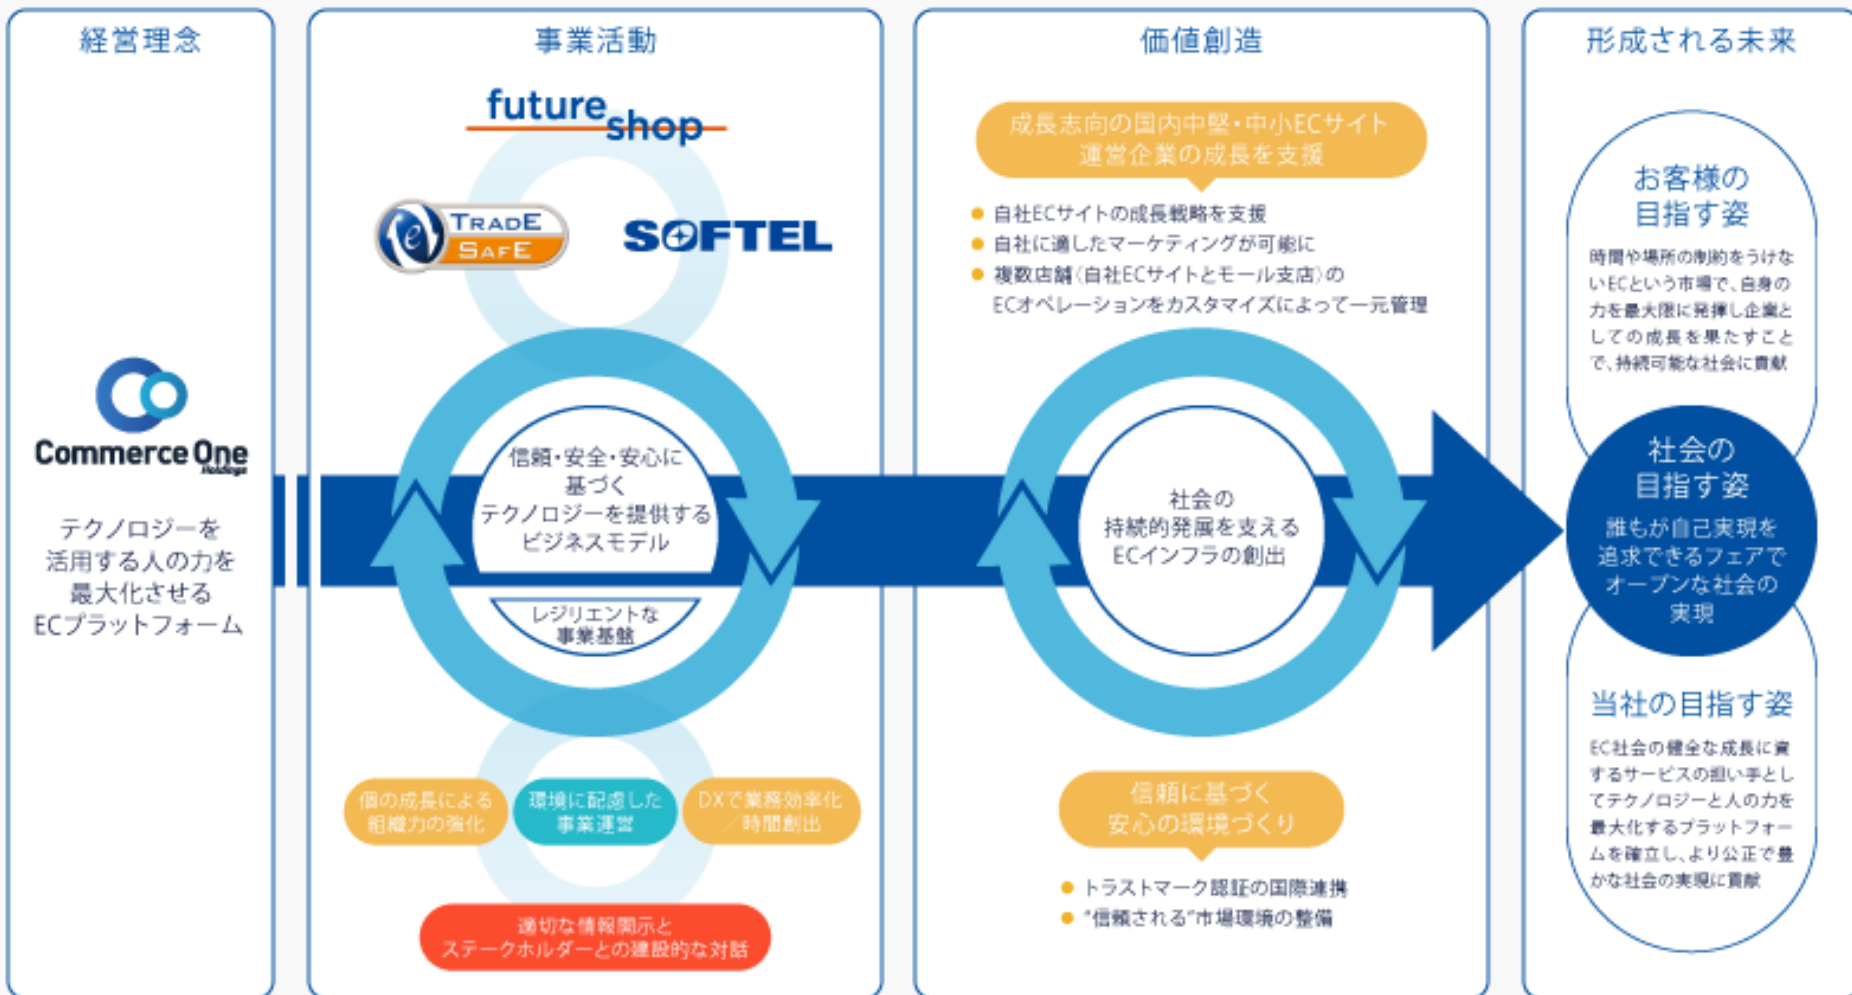 経営理念
Commerce One
Holdings
テクノロジーを
活用する人の力を
最大化させる
ECプラットフォーム
事業活動
future
shop
e
TRADE
SAFE
SOFTEL
信頼・安全・安心に
基づく
テクノロジーを提供する
ビジネスモデル
レジリエントな
事業基盤
個の成長による
組織力の強化
環境に配慮した
事業運営
DXで業務効率化
／時間創出
適切な情報開示と
ステークホルダーとの建設的な対話
価値創造
成長志向の国内中堅・中小ECサイト
運営企業の成長を支援
自社ECサイトの成長戦略を支援
自社に適したマーケティングが可能に
複数店舗（自社ECサイトとモール支店）の
ECオペレーションをカスタマイズによって一元管理
社会の
持続的発展を支える
ECインフラの創出
信頼に基づく
安心の環境づくり
トラストマーク認証の国際連携
“信頼される”市場環境の整備
形成される未来
お客様の
目指す姿
時間や場所の制約をうけな
いECという市場で、自身の
力を最大限に発揮し企業と
しての成長を果たすこと
で、持続可能な社会に貢献
社会の
目指す姿
誰もが自己実現を
追求できるフェアで
オープンな社会の
実現
当社の目指す姿
EC社会の健全な成長に資
するサービスの担い手とし
てテクノロジーと人の力を
最大化するプラットフォー
ムを確立し、より公正で豊
かな社会の実現に貢献